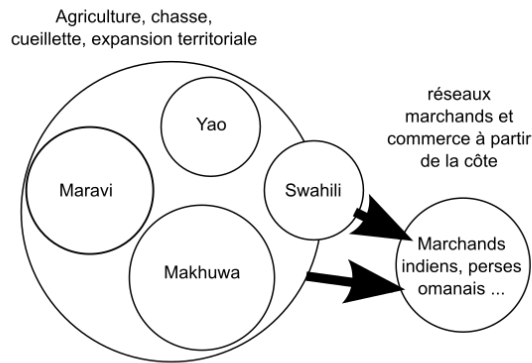 Agriculture, chasse,
cueillette, expansion territoriale
Yao
Maravi
Swahili
Makhuwa
réseaux
marchands et
commerce à partir
de la côte
Marchands
indiens, perses
omanais ...